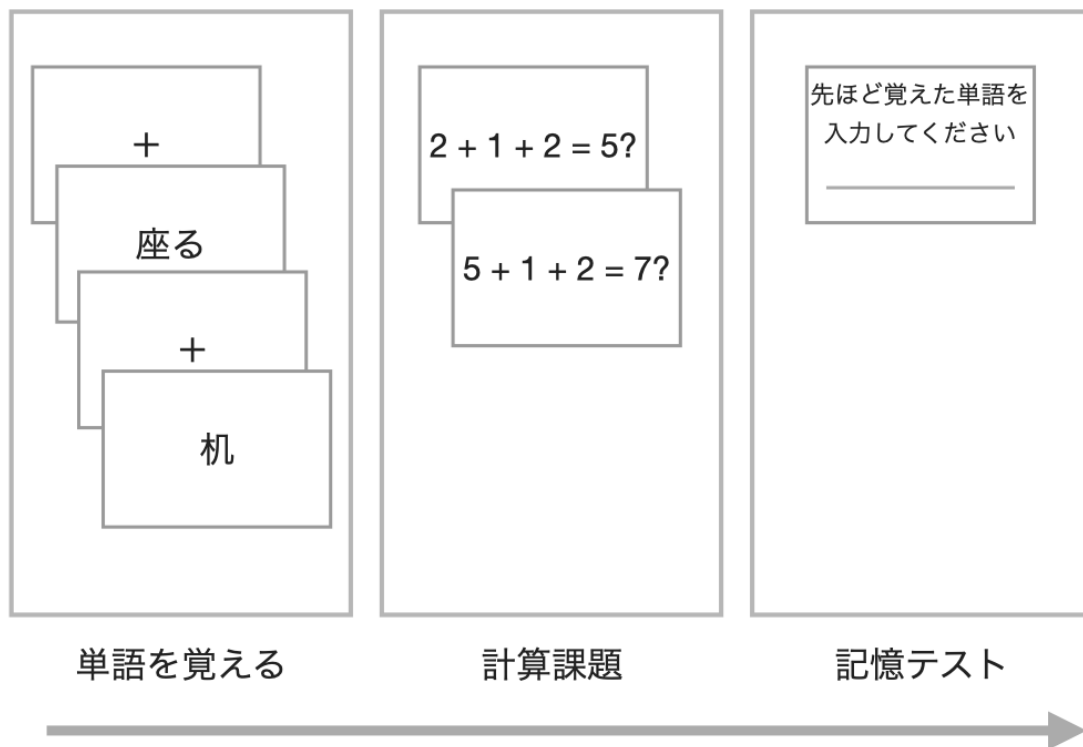 +
座る
+
机
2 + 1 + 2 = 5?
5 + 1 + 2 = 7?
先ほど覚えた単語を
入力してください
単語を覚える
計算課題
記憶テスト